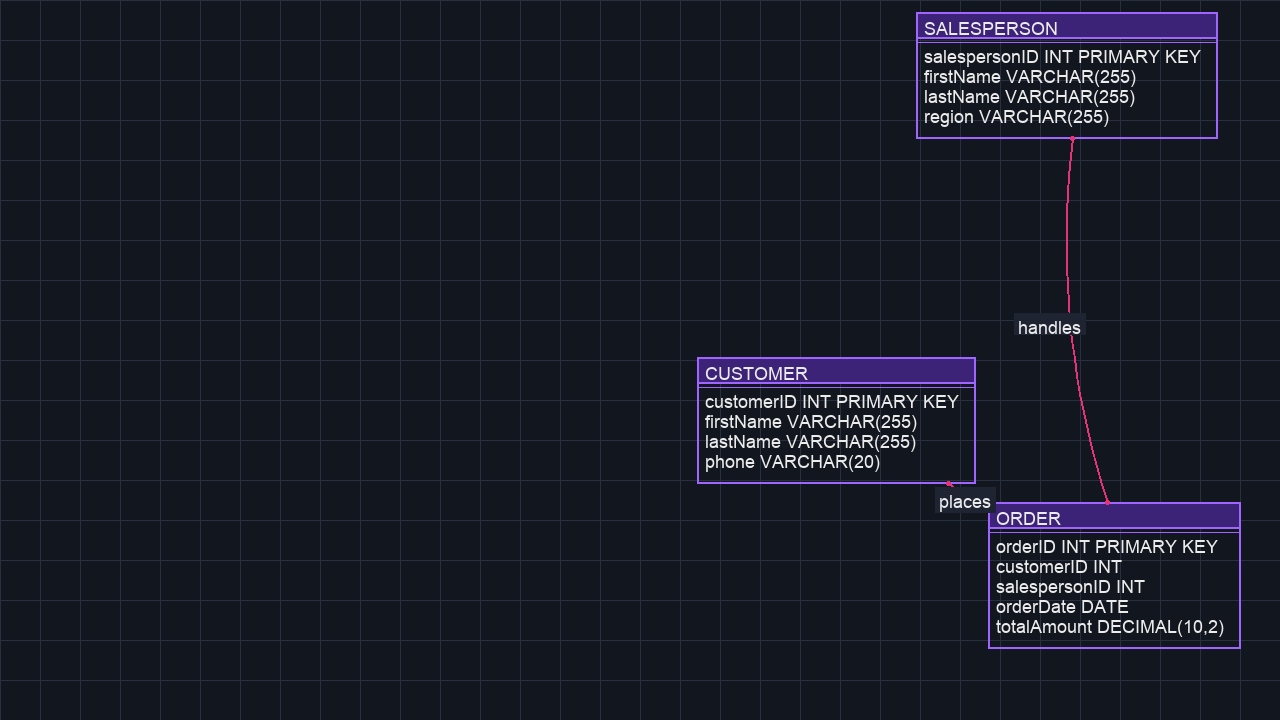 SALESPERSON
salespersonID INT PRIMARY KEY
firstName VARCHAR(255)
lastName VARCHAR(255)
region VARCHAR(255)
handles
CUSTOMER
customerID INT PRIMARY KEY
firstName VARCHAR(255)
lastName VARCHAR(255)
phone VARCHAR(20)
places
ORDER
orderID INT PRIMARY KEY
customerID INT
salespersonID INT
orderDate DATE
totalAmount DECIMAL(10,2)